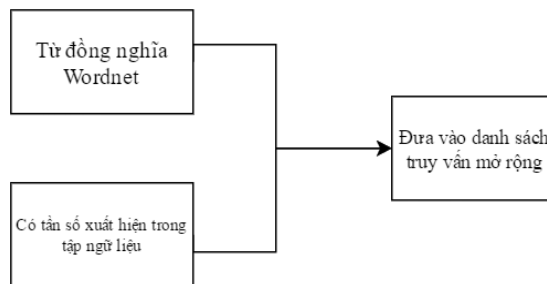 Từ đồng nghĩa
Wordnet
Đưa vào danh sách
truy vấn mở rộng
Có tần số xuất hiện trong
tập ngữ liệu